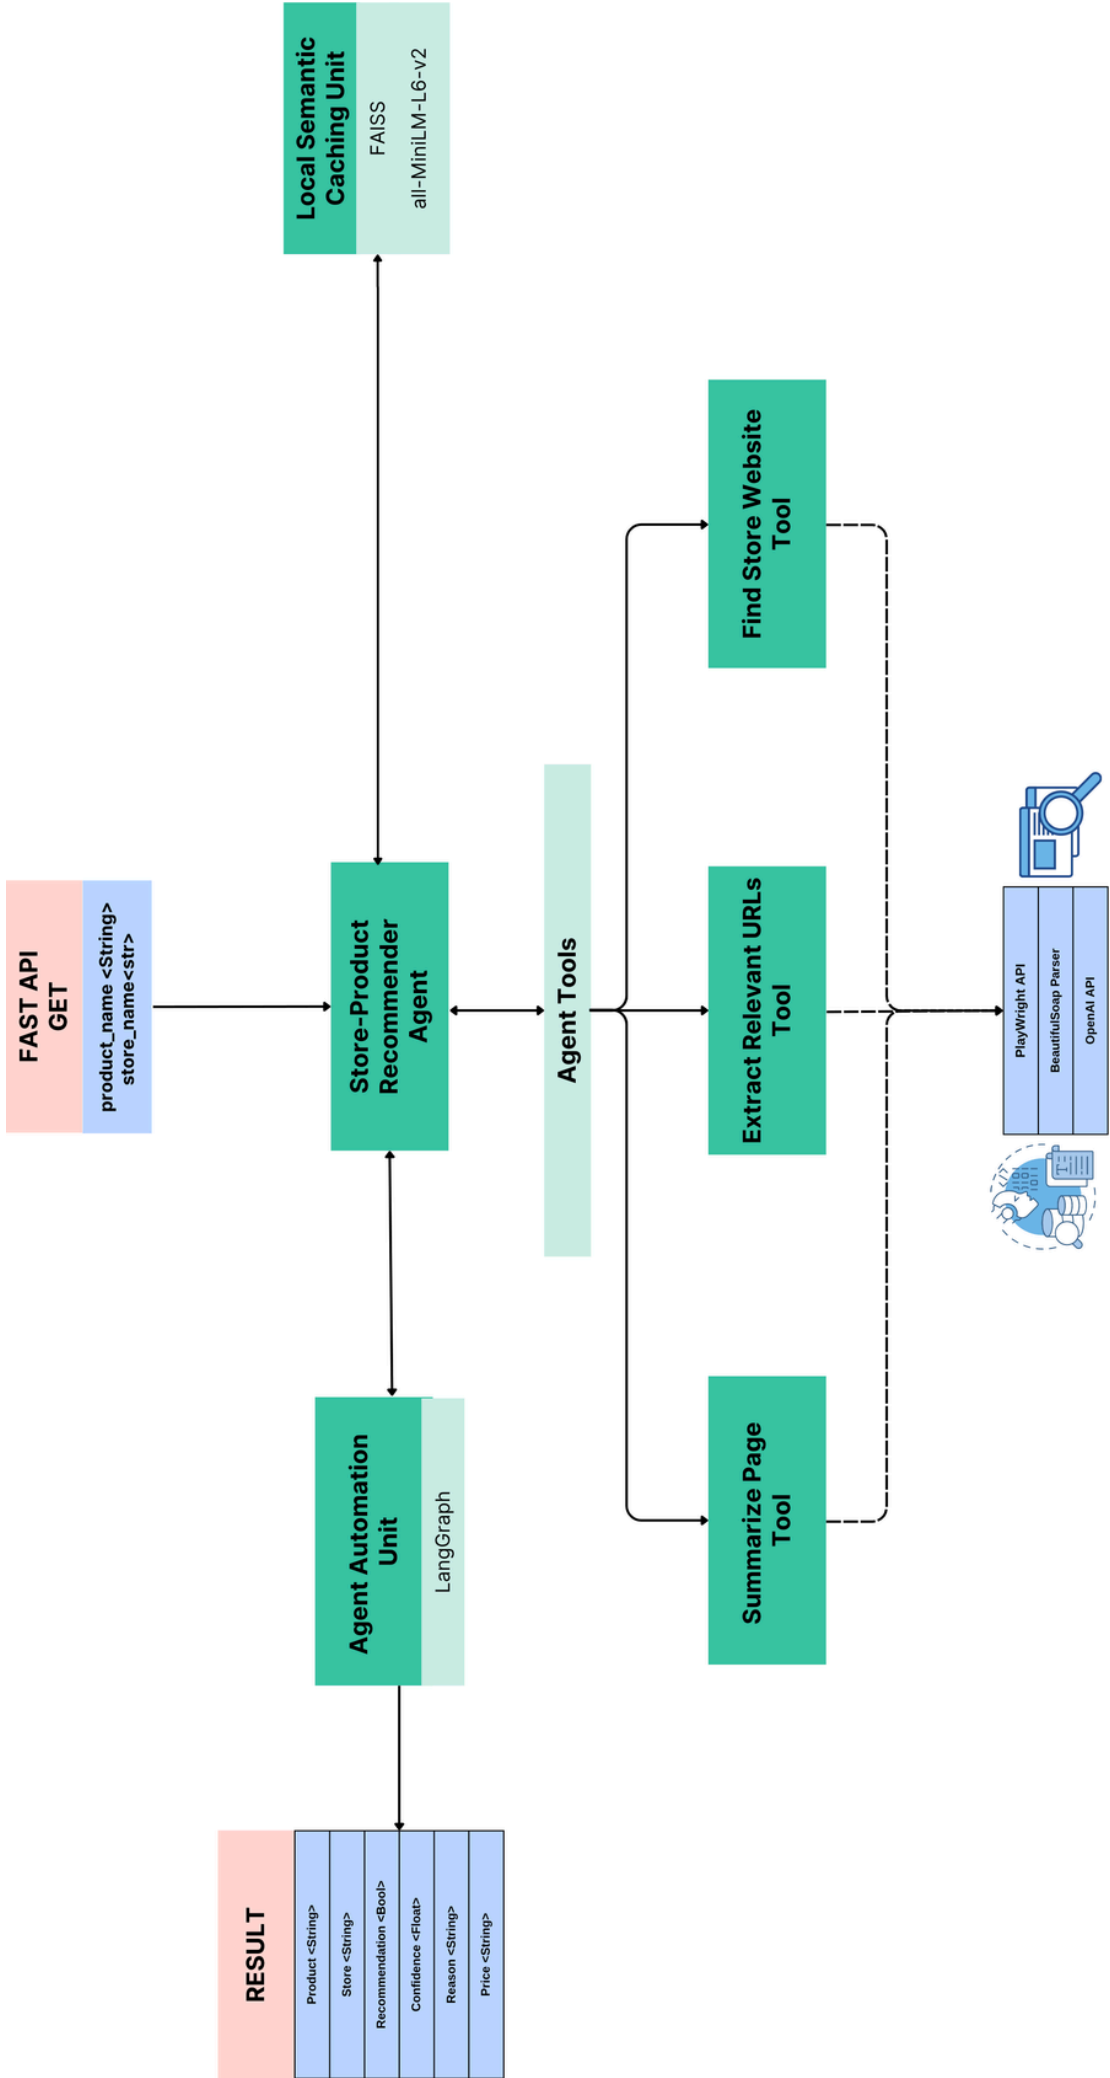 FAST API
GET
product_name <String>
store_name<str>
Local Semantic
Caching Unit
FAISS
all-MiniLM-L6-v2
Store-Product
Recommender
Agent
Agent Automation
Unit
LangGraph
RESULT
Product <String>
Store <String>
Recommendation <Bool>
Confidence <Float>
Reason <String>
Price <String>
Agent Tools
Summarize Page
Tool
Extract Relevant URLs
Tool
Find Store Website
Tool
PlayWright API
BeautifulSoap Parser
OpenAI API